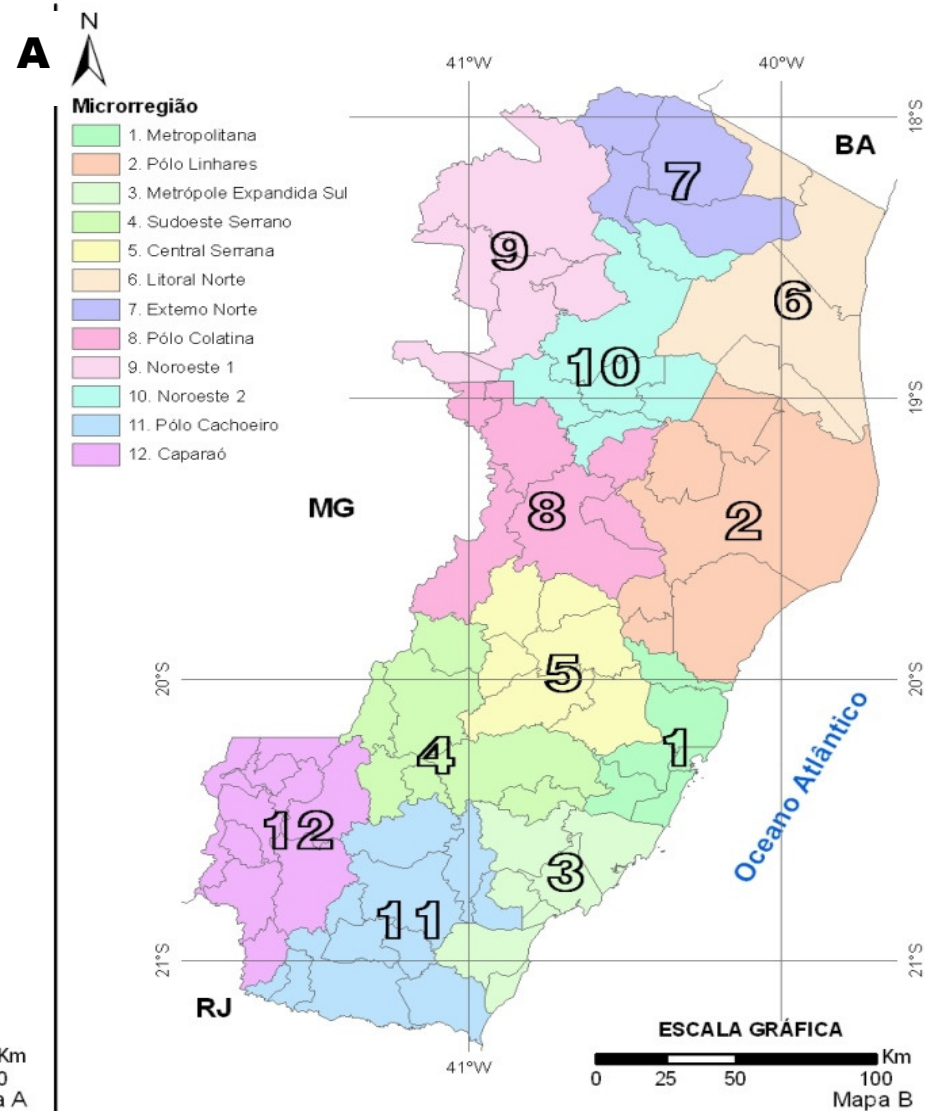 A
N
Microrregião
1. Metropolitana
2. Pólo Linhares
3. Metrópole Expandida Sul
4. Sudoeste Serrano
5. Central Serrana
6. Litoral Norte
7. Extemo Norte
8. Pólo Colatina
9. Noroeste 1
10. Noroeste 2
11. Pólo Cachoeiro
12. Caparaó
41°W 40°W
18°S
BA
7
9
6
10
19°S
MG
8
2
20°S 20°S
5
4
1
12
Oceano Atlântico
3
11
21°S 21°S
RJ
41°W
ESCALA GRÁFICA
Km
0 25 50 100
Mapa B
Km
0
a A